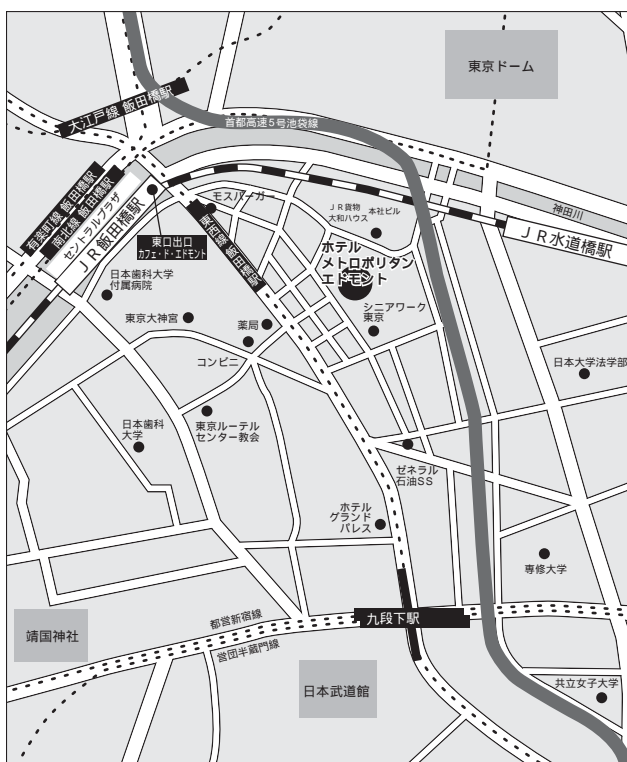 東京ドーム
大江戸線 飯田橋駅
首都高速5号池袋線
有楽町線 飯田橋駅
南北線 飯田橋駅
セントラルプラザ
JR飯田橋駅
東口出口
カフェ・ド・エドモント
モスバーガー
東西線 飯田橋駅
JR貨物 本社ビル
大和ハウス
神田川
JR水道橋駅
ホテル
メトロポリタン
エドモント
日本歯科大学
付属病院
東京大神宮
薬局
コンビニ
シニアワーク
東京
日本大学法学部
日本歯科
大学
東京ルーテル
センター教会
ゼネラル
石油SS
ホテル
グランド
パレス
専修大学
都営新宿線
九段下駅
靖国神社
営団半蔵門線
日本武道館
共立女子大学